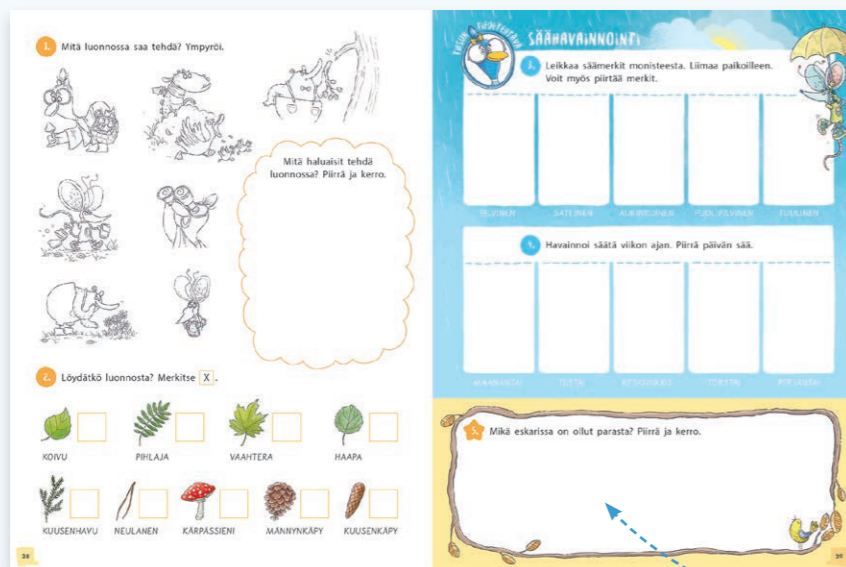 1. Mitä luonnossa saa tehdä? Ympyröi.
Mitä haluaisit tehdä
luonnossa? Piirrä ja kerro.
2. Löydätkö luonnosta? Merkitse X.
KOIVU
PIHLAJA
VAAHTERA
HAAPA
KUUSENHAVU
NEULANEN
KÄRPÄSSIENI
MÄNNYNKÄPY
KUUSENKÄPY
38
TIEDETEHTÄVÄ
SÄÄHAVAINNOINTI
3. Leikkaa säämerkit monisteesta. Liimaa paikoilleen.
Voit myös piirtää merkit.
PILVINEN
SATEINEN
AURINKOINEN
PUOLIPILVINEN
TUULINEN
4. Havainnoi säätä viikon ajan. Piirrä päivän sää.
MAANANTAI
TIISTAI
KESKIVIIKKO
TORSTAI
PERJANTAI
5. Mikä eskarissa on ollut parasta? Piirrä ja kerro.
39